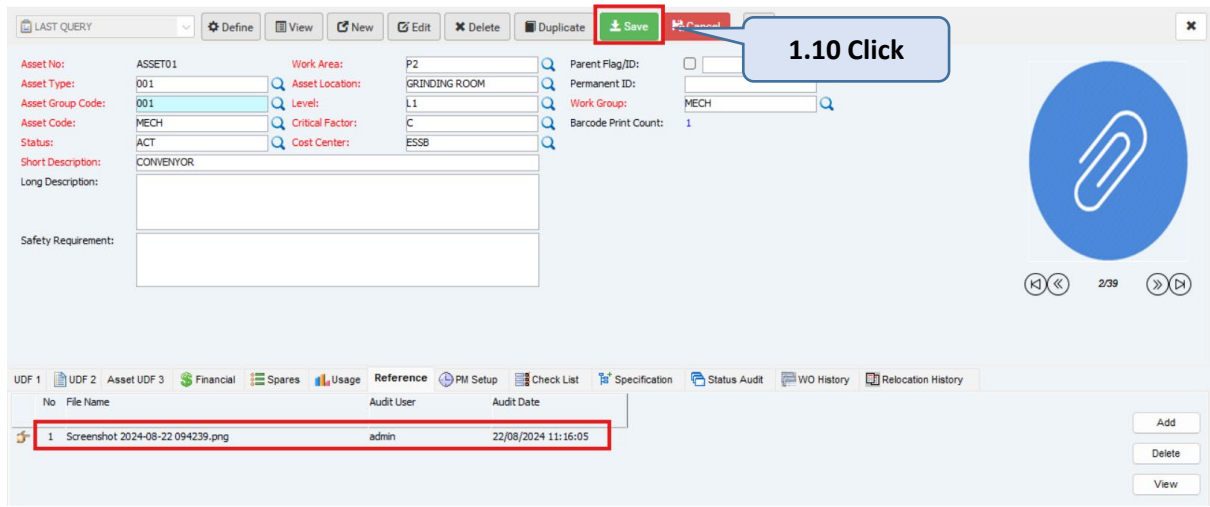 LAST QUERY Define View New Edit Delete Duplicate Save Cancel
1.10 Click
Asset No: ASSET01 Work Area: P2 Parent Flag/ID:
Asset Type: 001 Asset Location: GRINDING ROOM Permanent ID:
Asset Group Code: 001 Level: L1 Work Group: MECH
Asset Code: MECH Critical Factor: C Barcode Print Count: 1
Status: ACT Cost Center: ESSB
Short Description: CONVENYOR
Long Description:
Safety Requirement:
2/39
UDF 1 UDF 2 Asset UDF 3 Financial Spares Usage Reference PM Setup Check List Specification Status Audit WO History Relocation History
No File Name Audit User Audit Date
1 Screenshot 2024-08-22 094239.png admin 22/08/2024 11:16:05
Add
Delete
View